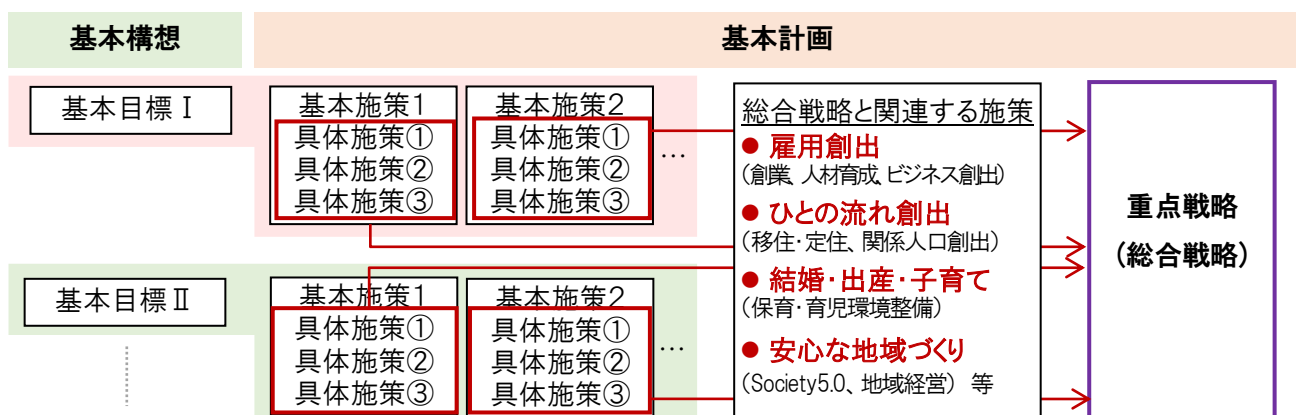 基本構想
基本計画
基本目標Ⅰ
基本施策1
具体施策①
具体施策②
具体施策③
基本施策2
具体施策①
具体施策②
具体施策③
…
基本目標Ⅱ
基本施策1
具体施策①
具体施策②
具体施策③
基本施策2
具体施策①
具体施策②
具体施策③
…
総合戦略と関連する施策
● 雇用創出
(創業、人材育成、ビジネス創出)
● ひとの流れ創出
(移住・定住、関係人口創出)
● 結婚・出産・子育て
(保育・育児環境整備)
● 安心な地域づくり
(Society5.0、地域経営) 等
重点戦略
(総合戦略)